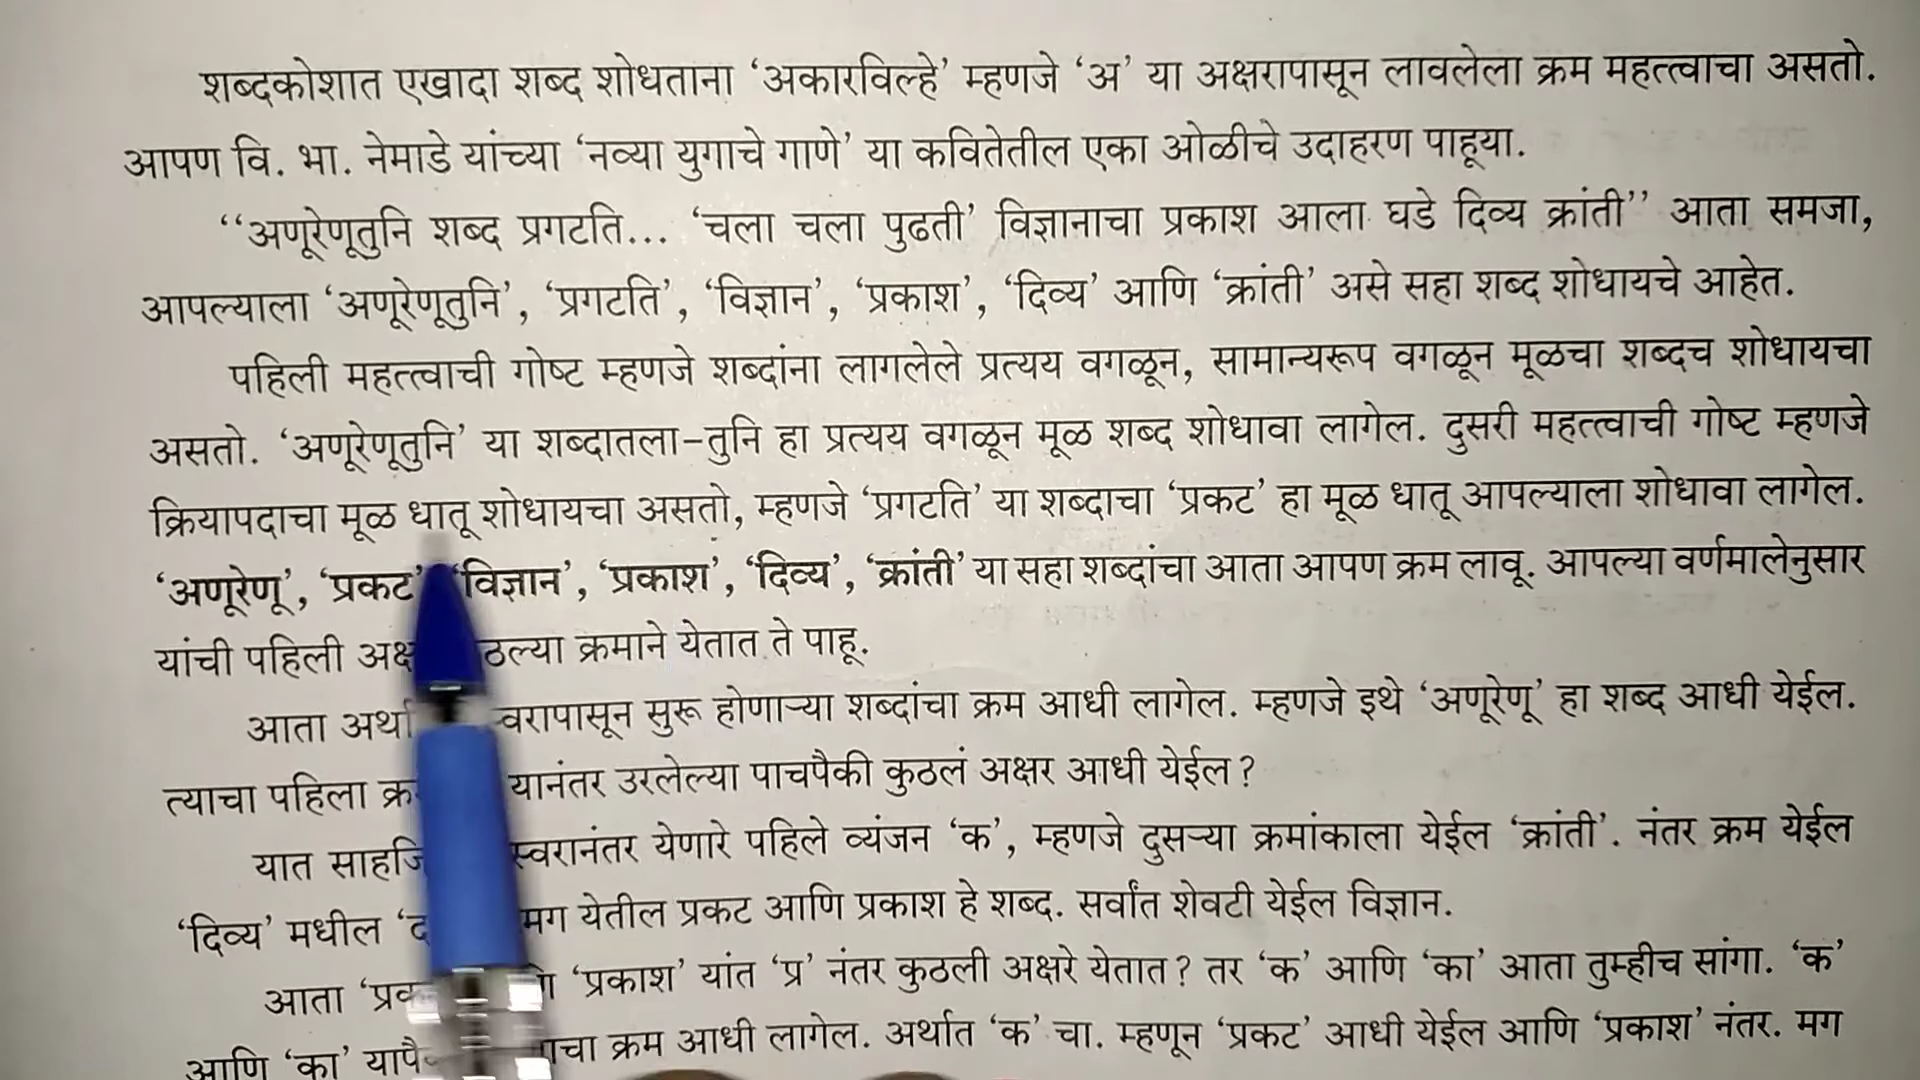 शब्दकोशात एखादा शब्द शोधताना ‘अकारविल्हे’ म्हणजे ‘अ’ या अक्षरापासून लावलेला क्रम महत्त्वाचा असतो.
आपण वि. भा. नेमाडे यांच्या ‘नव्या युगाचे गाणे’ या कवितेतील एका ओळीचे उदाहरण पाहूया.
‘‘अणूरेणूतुनि शब्द प्रगटति... ‘चला चला पुढती’ विज्ञानाचा प्रकाश आला घडे दिव्य क्रांती’’ आता समजा,
आपल्याला ‘अणूरेणूतुनि’, ‘प्रगटति’, ‘विज्ञान’, ‘प्रकाश’, ‘दिव्य’ आणि ‘क्रांती’ असे सहा शब्द शोधायचे आहेत.
पहिली महत्त्वाची गोष्ट म्हणजे शब्दांना लागलेले प्रत्यय वगळून, सामान्यरूप वगळून मूळचा शब्दच शोधायचा
असतो. ‘अणूरेणूतुनि’ या शब्दातला-तुनि हा प्रत्यय वगळून मूळ शब्द शोधावा लागेल. दुसरी महत्त्वाची गोष्ट म्हणजे
क्रियापदाचा मूळ धातू शोधायचा असतो, म्हणजे ‘प्रगटति’ या शब्दाचा ‘प्रकट’ हा मूळ धातू आपल्याला शोधावा लागेल.
‘अणूरेणू’, ‘प्रकट’ ‘विज्ञान’, ‘प्रकाश’, ‘दिव्य’, ‘क्रांती’ या सहा शब्दांचा आता आपण क्रम लावू. आपल्या वर्णमालेनुसार
यांची पहिली क्रमाने येतात ते पाहू.
आता शब्दांचा क्रम आधी लागेल. म्हणजे इथे ‘अणूरेणू’ हा शब्द आधी येईल.
त्याचा पहिला यानंतर उरलेल्या पाचपैकी कुठलं अक्षर आधी येईल?
यात स्वरानंतर येणारे पहिले व्यंजन ‘क’, म्हणजे दुसऱ्या क्रमांकाला येईल ‘क्रांती’. नंतर क्रम येईल
‘दिव्य’ मधील मग येतील प्रकट आणि प्रकाश हे शब्द. सर्वांत शेवटी येईल विज्ञान.
आता ‘प्रकाश’ यांत ‘प्र’ नंतर कुठली अक्षरे येतात? तर ‘क’ आणि ‘का’ आता तुम्हीच सांगा. ‘क’
आणि ‘का’ क्रम आधी लागेल. अर्थात ‘क’ चा. म्हणून ‘प्रकट’ आधी येईल आणि ‘प्रकाश’ नंतर. मग